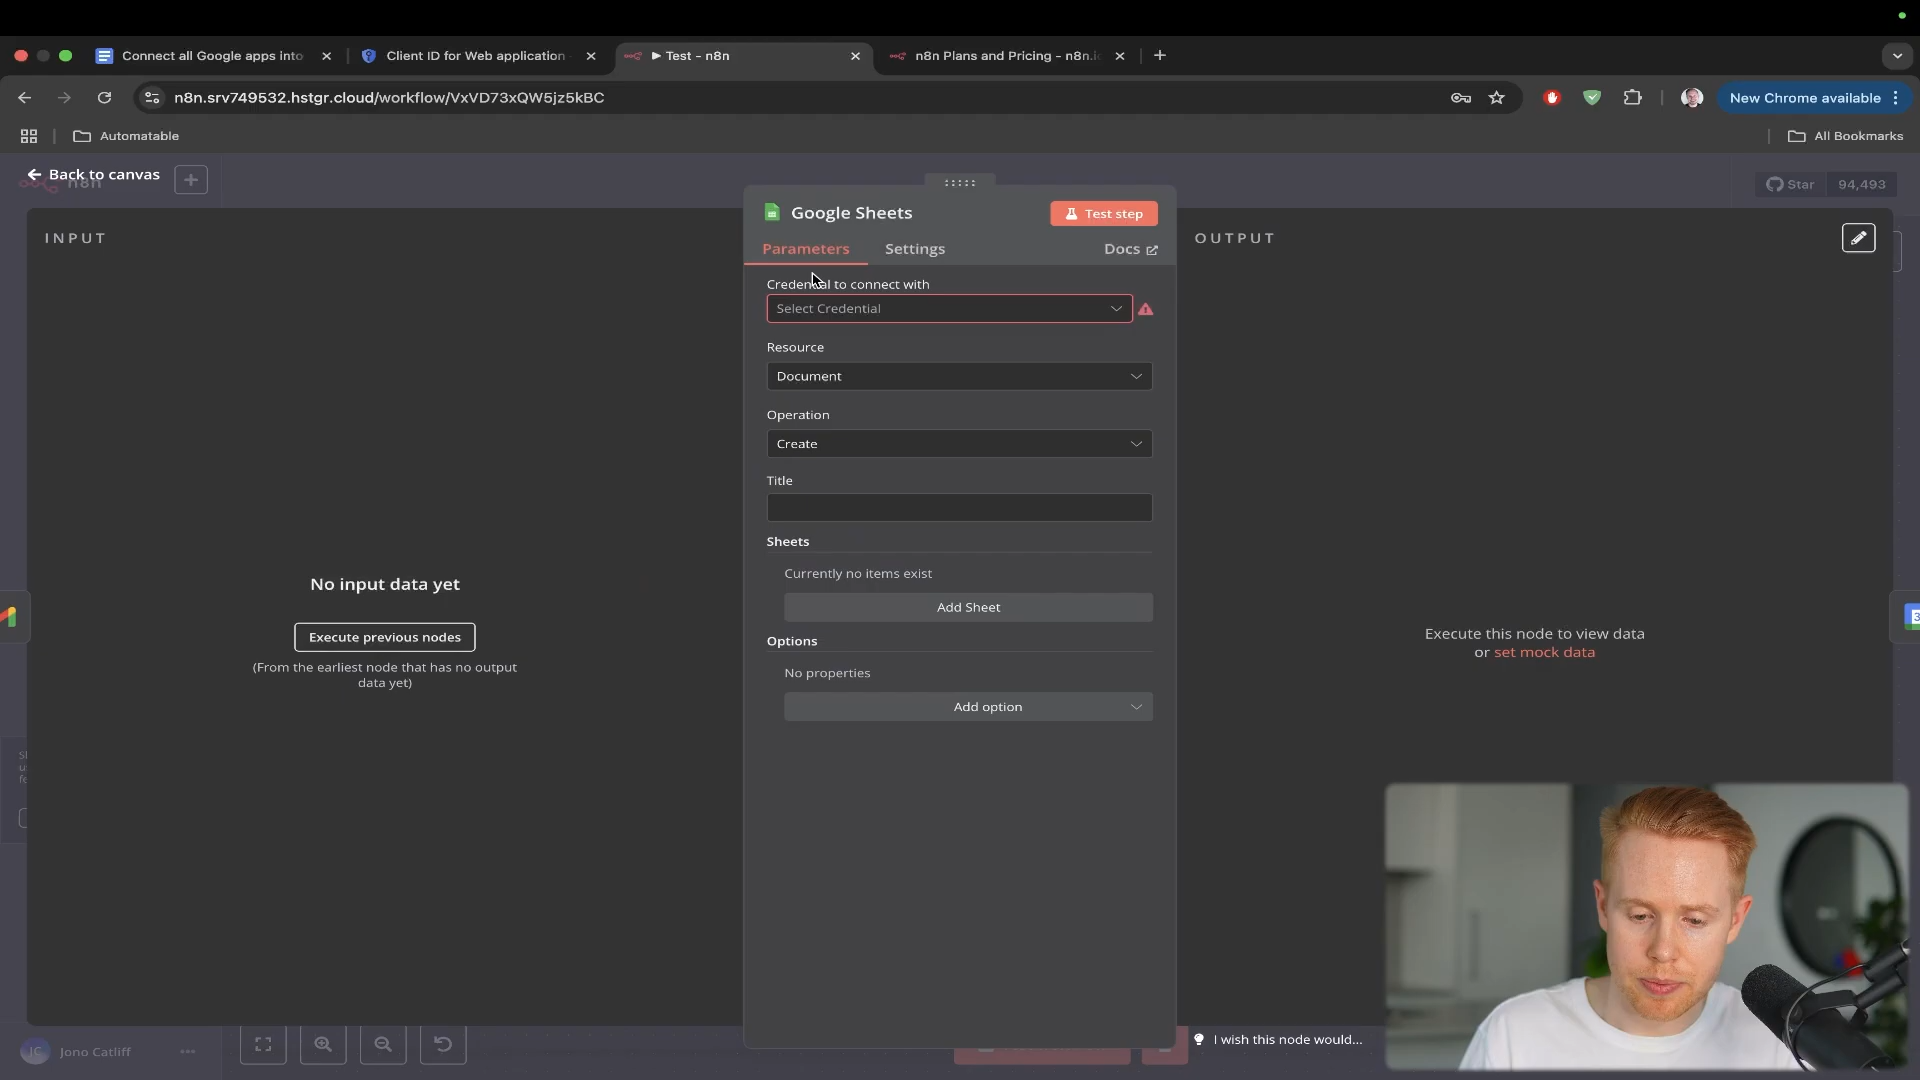 Connect all Google apps into
Client ID for Web application
Test - n8n
n8n Plans and Pricing - n8n.i
n8n.srv749532.hstgr.cloud/workflow/VxVD73xQW5jz5kBC
New Chrome available
Automatable
All Bookmarks
Back to canvas
n8n
Star
94,493
INPUT
Google Sheets
Test step
OUTPUT
Parameters
Settings
Docs
Credential to connect with
Select Credential
Resource
Document
Operation
Create
Title
Sheets
Currently no items exist
Add Sheet
Options
No properties
Add option
No input data yet
Execute previous nodes
(From the earliest node that has no output
data yet)
Execute this node to view data
or set mock data
JC
Jono Catliff
I wish this node would...